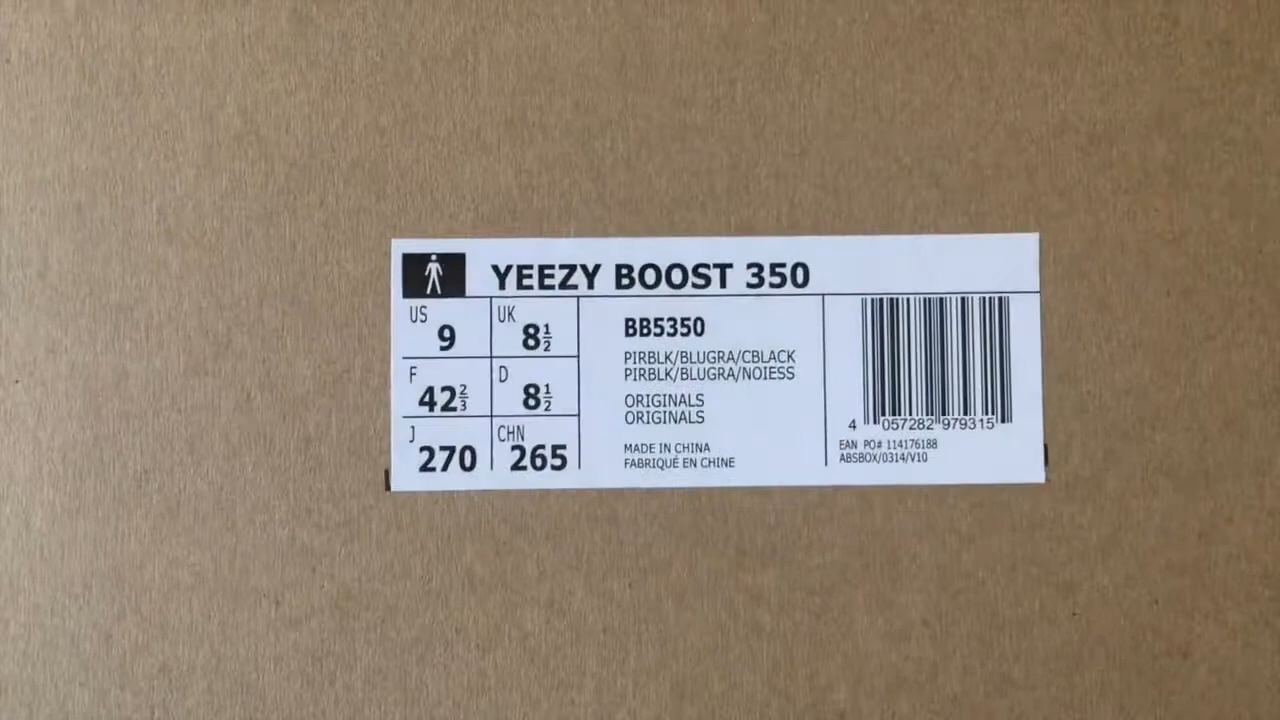 YEEZY BOOST 350
US 9
UK 8½
F 42⅔
D 8½
J 270
CHN 265
BB5350
PIRBLK/BLUGRA/CBLACK
PIRBLK/BLUGRA/NOIESS
ORIGINALS
ORIGINALS
MADE IN CHINA
FABRIQUÉ EN CHINE
4 057282 979315
EAN PO# 114176188
ABSBOX/0314/V10